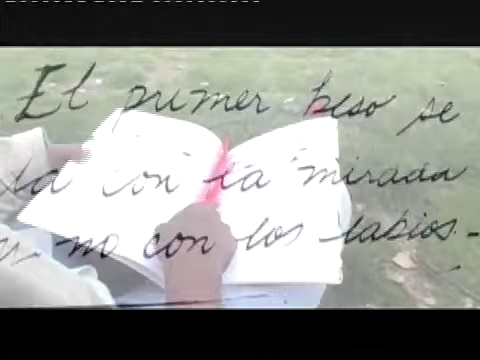 El primer beso se
da con la mirada
y no con los labios.-